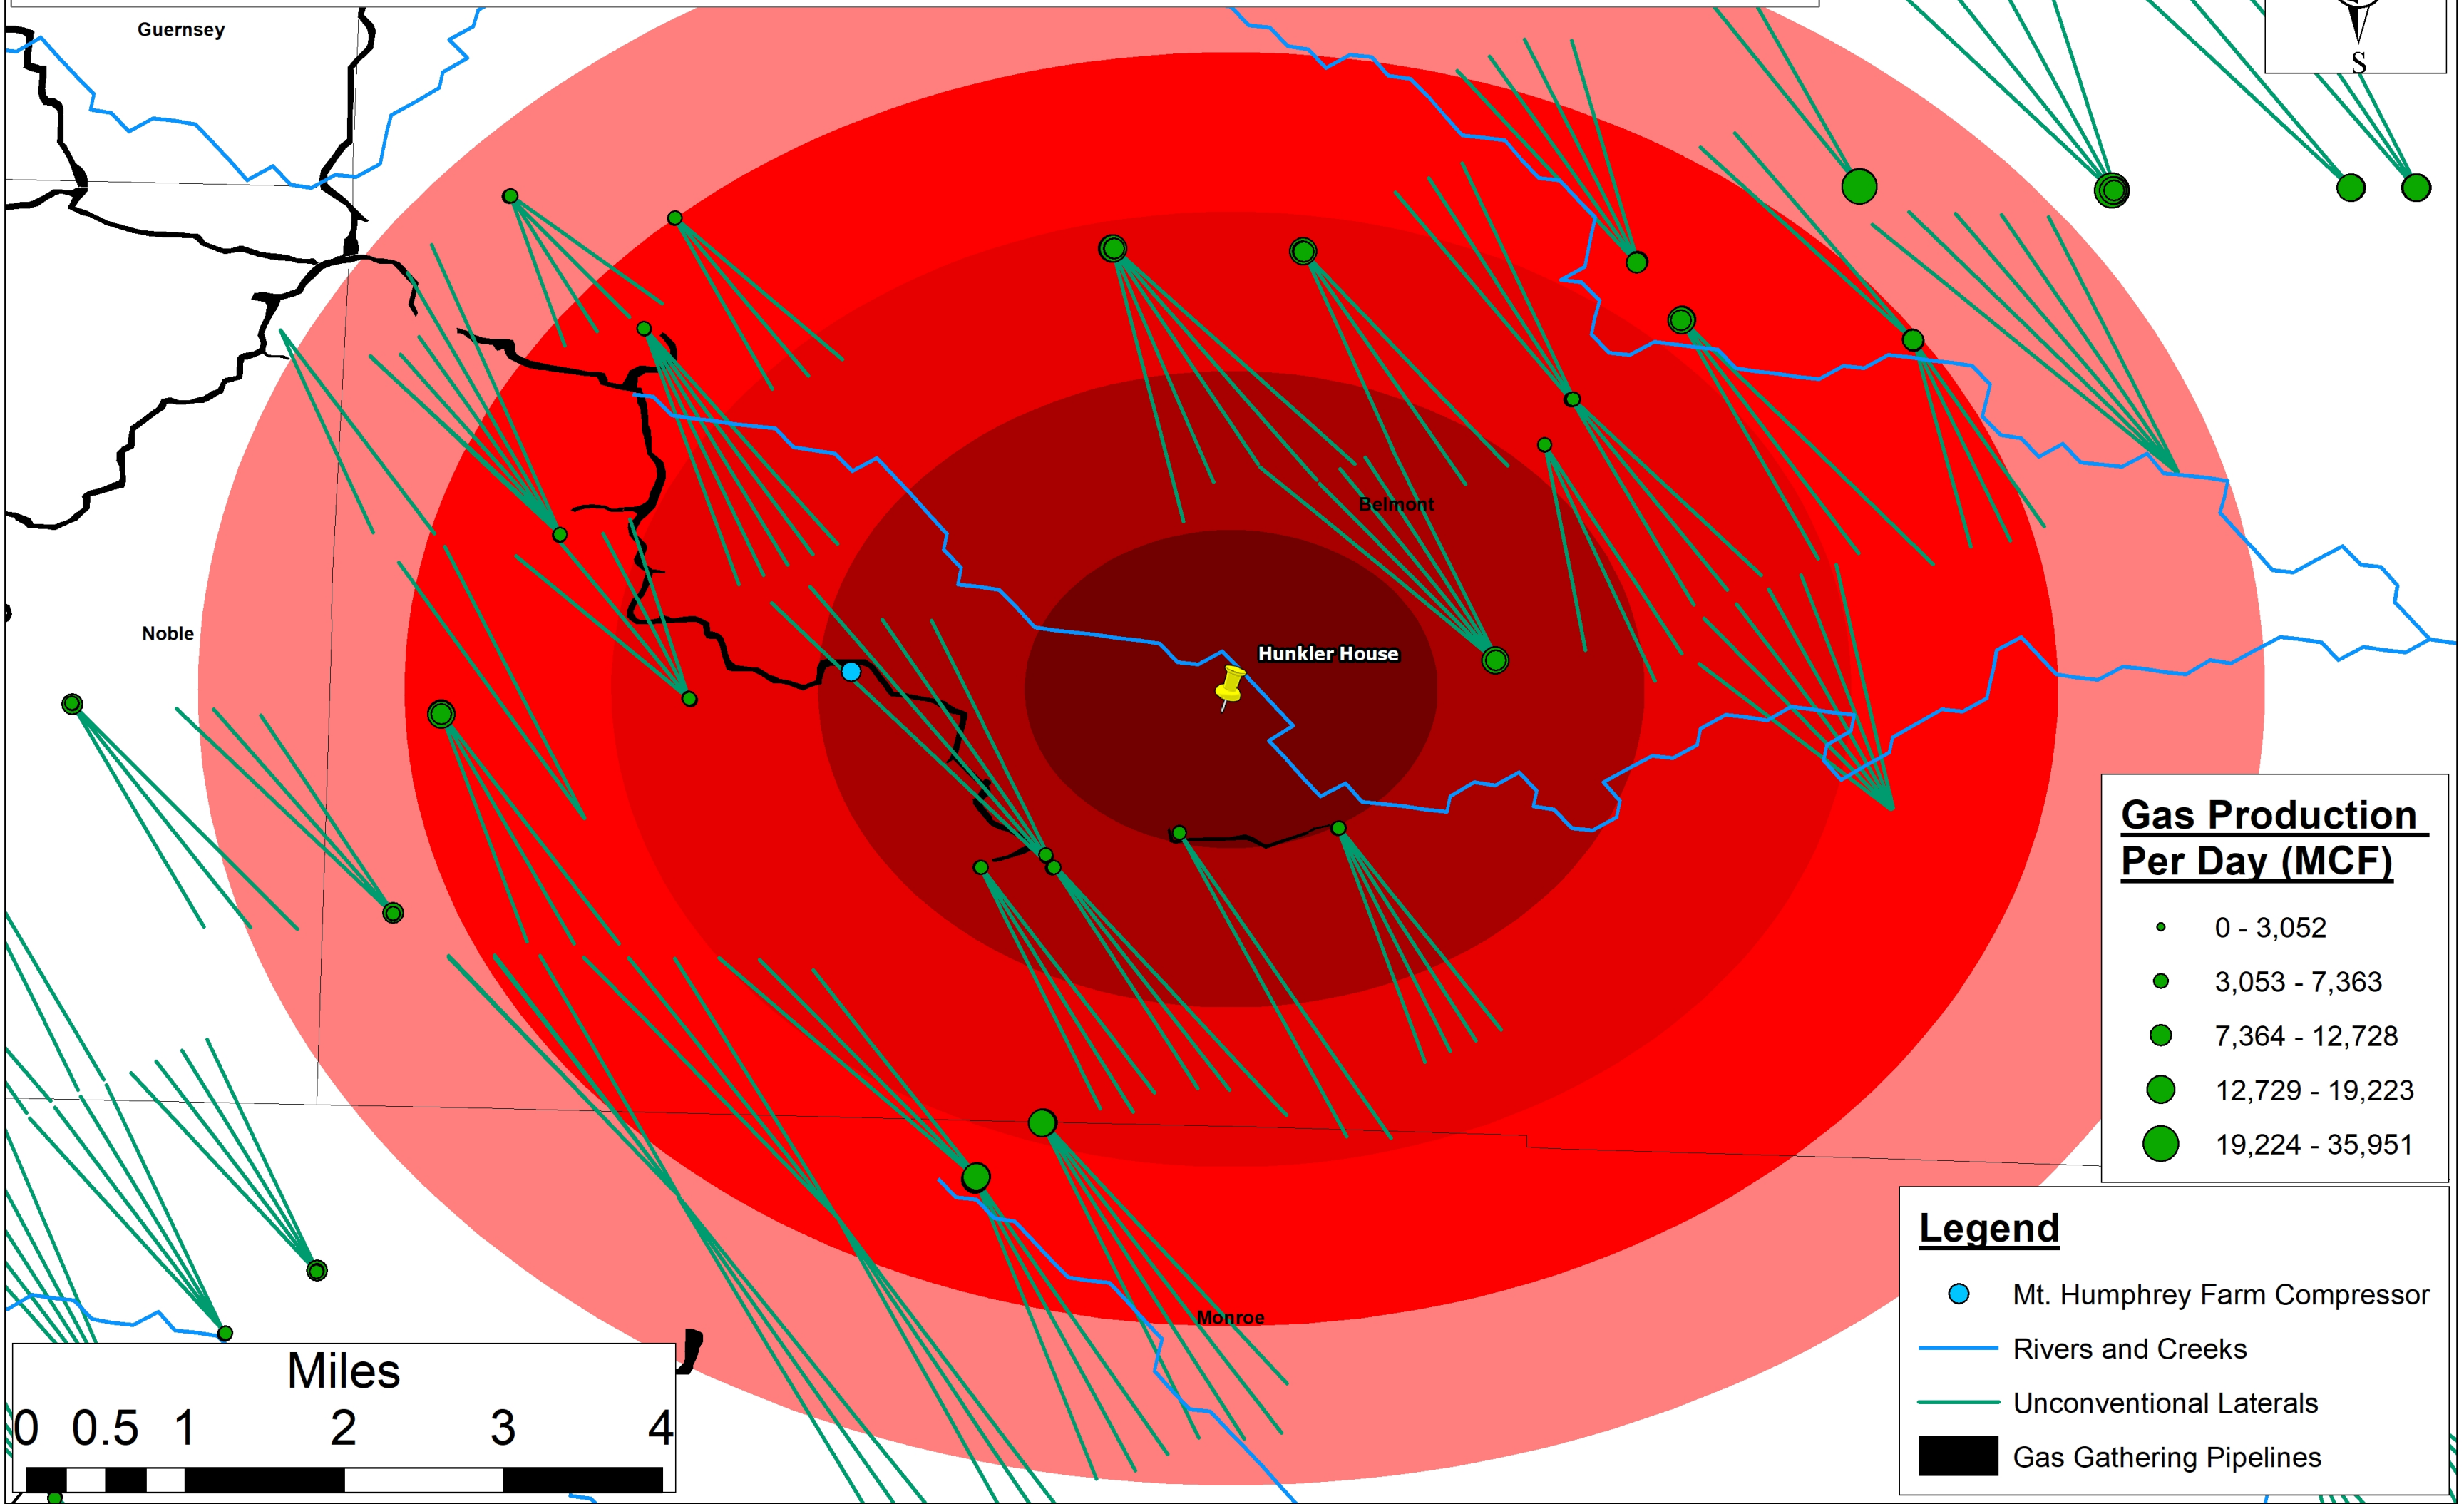 Guernsey
S
Belmont
Hunkler House
Noble
Gas Production
Per Day (MCF)
0 - 3,052
3,053 - 7,363
7,364 - 12,728
12,729 - 19,223
19,224 - 35,951
Monroe
Legend
Mt. Humphrey Farm Compressor
Rivers and Creeks
Unconventional Laterals
Gas Gathering Pipelines
Miles
0 0.5 1 2 3 4